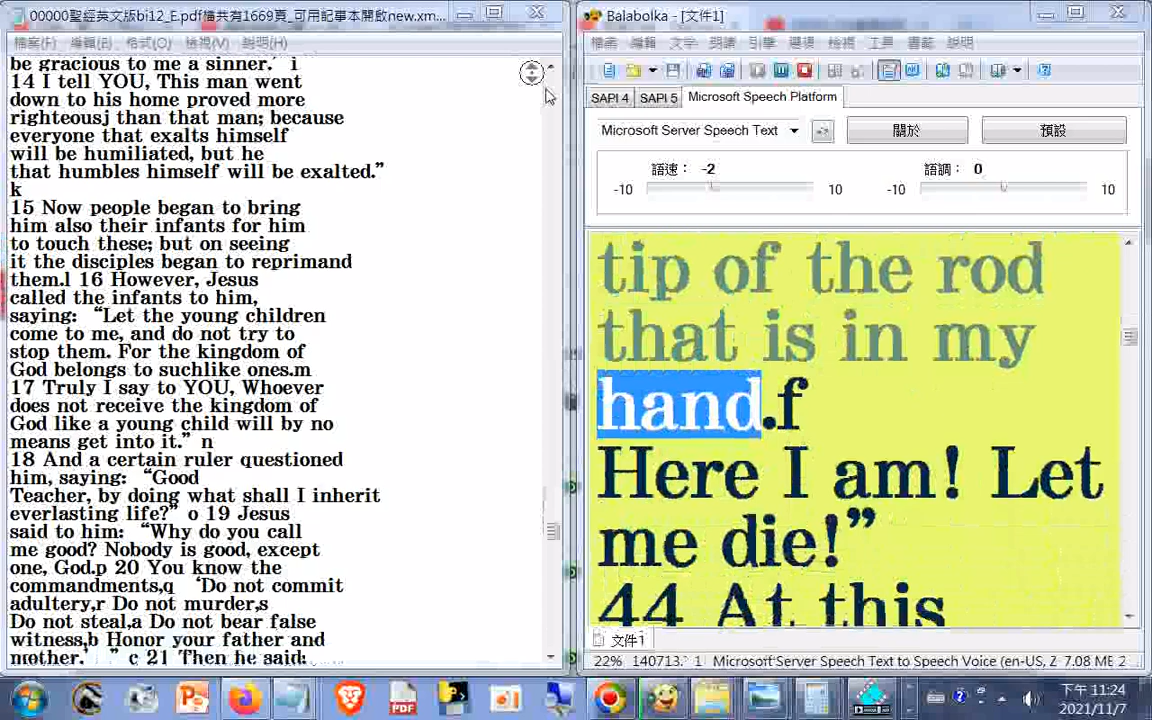 00000聖經英文版bi12_E.pdf檔共有1669頁_可用記事本開啟new.xm...
檔案(F) 編輯(E) 格式(O) 檢視(V) 說明(H)
be gracious to me a sinner.’ i
14 I tell YOU, This man went
down to his home proved more
righteousj than that man; because
everyone that exalts himself
will be humiliated, but he
that humbles himself will be exalted.”
k
15 Now people began to bring
him also their infants for him
to touch these; but on seeing
it the disciples began to reprimand
them.l 16 However, Jesus
called the infants to him,
saying: “Let the young children
come to me, and do not try to
stop them. For the kingdom of
God belongs to suchlike ones.m
17 Truly I say to YOU, Whoever
does not receive the kingdom of
God like a young child will by no
means get into it.” n
18 And a certain ruler questioned
him, saying: “Good
Teacher, by doing what shall I inherit
everlasting life?” o 19 Jesus
said to him: “Why do you call
me good? Nobody is good, except
one, God.p 20 You know the
commandments,q ‘Do not commit
adultery,r Do not murder,s
Do not steal,a Do not bear false
witness,b Honor your father and
mother.’ ” c 21 Then he said:
Balabolka - [文件1]
檔案 編輯 文字 朗讀 引擎 選項 檢視 工具 書籤 說明
SAPI 4 SAPI 5 Microsoft Speech Platform
Microsoft Server Speech Text 關於 預設
語速： -2 語調： 0
-10 10 -10 10
tip of the rod
that is in my
hand.f
Here I am! Let
me die!”
44 At this
文件1
22% 140713. 1 Microsoft Server Speech Text to Speech Voice (en-US, Z 7.08 MB 2
下午 11:24
2021/11/7